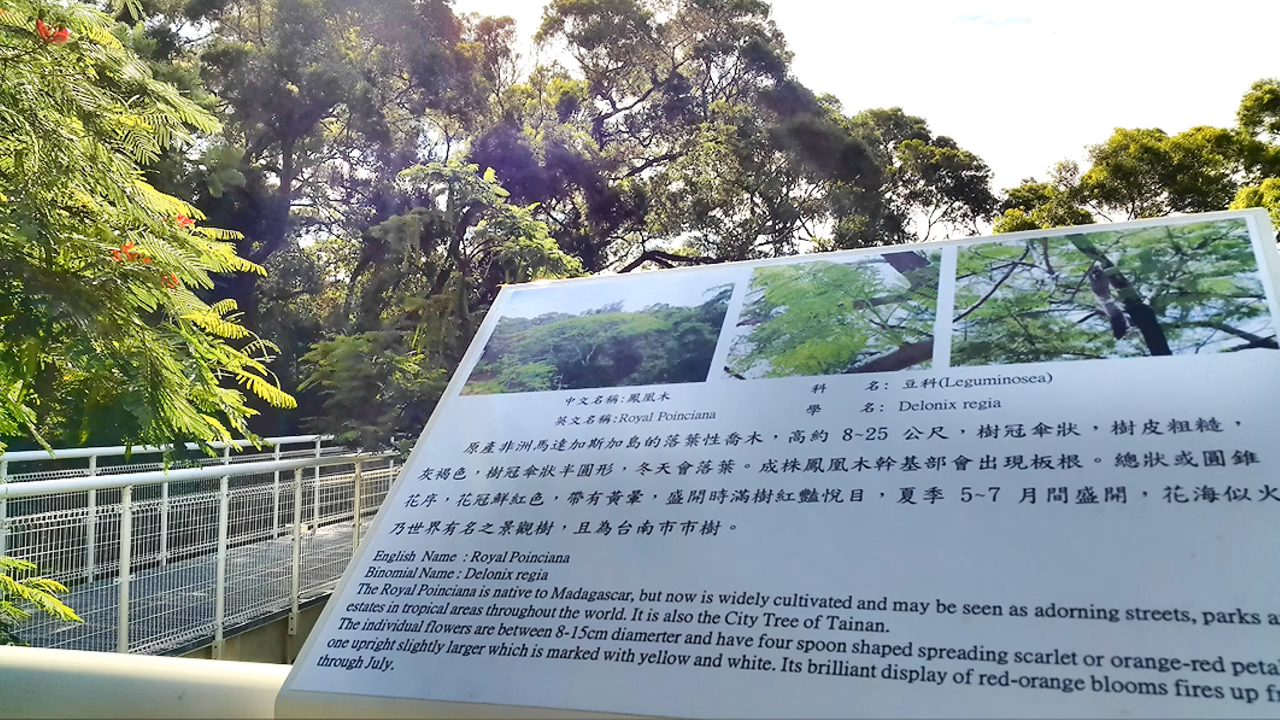 中文名稱:鳳凰木 科 名: 豆科(Leguminosea)
英文名稱:Royal Poinciana 學 名: Delonix regia
原產非洲馬達加斯加島的落葉性喬木，高約 8~25 公尺，樹冠傘狀，樹皮粗糙，
灰褐色，樹冠傘狀半圓形，冬天會落葉。成株鳳凰木幹基部會出現板根。總狀或圓錐
花序，花冠鮮紅色，帶有黃暈，盛開時滿樹紅豔悅目，夏季 5~7 月間盛開，花海似火
乃世界有名之景觀樹，且為台南市市樹。
English Name : Royal Poinciana
Binomial Name : Delonix regia
The Royal Poinciana is native to Madagascar, but now is widely cultivated and may be seen as adorning streets, parks a
estates in tropical areas throughout the world. It is also the City Tree of Tainan.
The individual flowers are between 8-15cm diamerter and have four spoon shaped spreading scarlet or orange-red peta
one upright slightly larger which is marked with yellow and white. Its brilliant display of red-orange blooms fires up fr
through July.